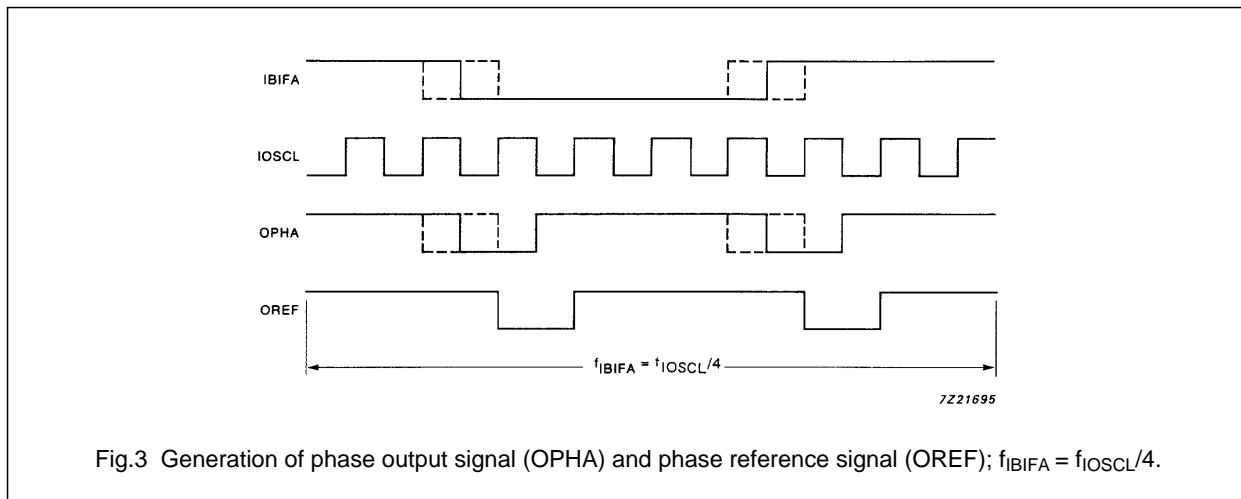 IBIFA
IOSCL
OPHA
OREF
fIBIFA = tIOSCL/4
7Z21695
Fig.3 Generation of phase output signal (OPHA) and phase reference signal (OREF); fIBIFA = fIOSCL/4.